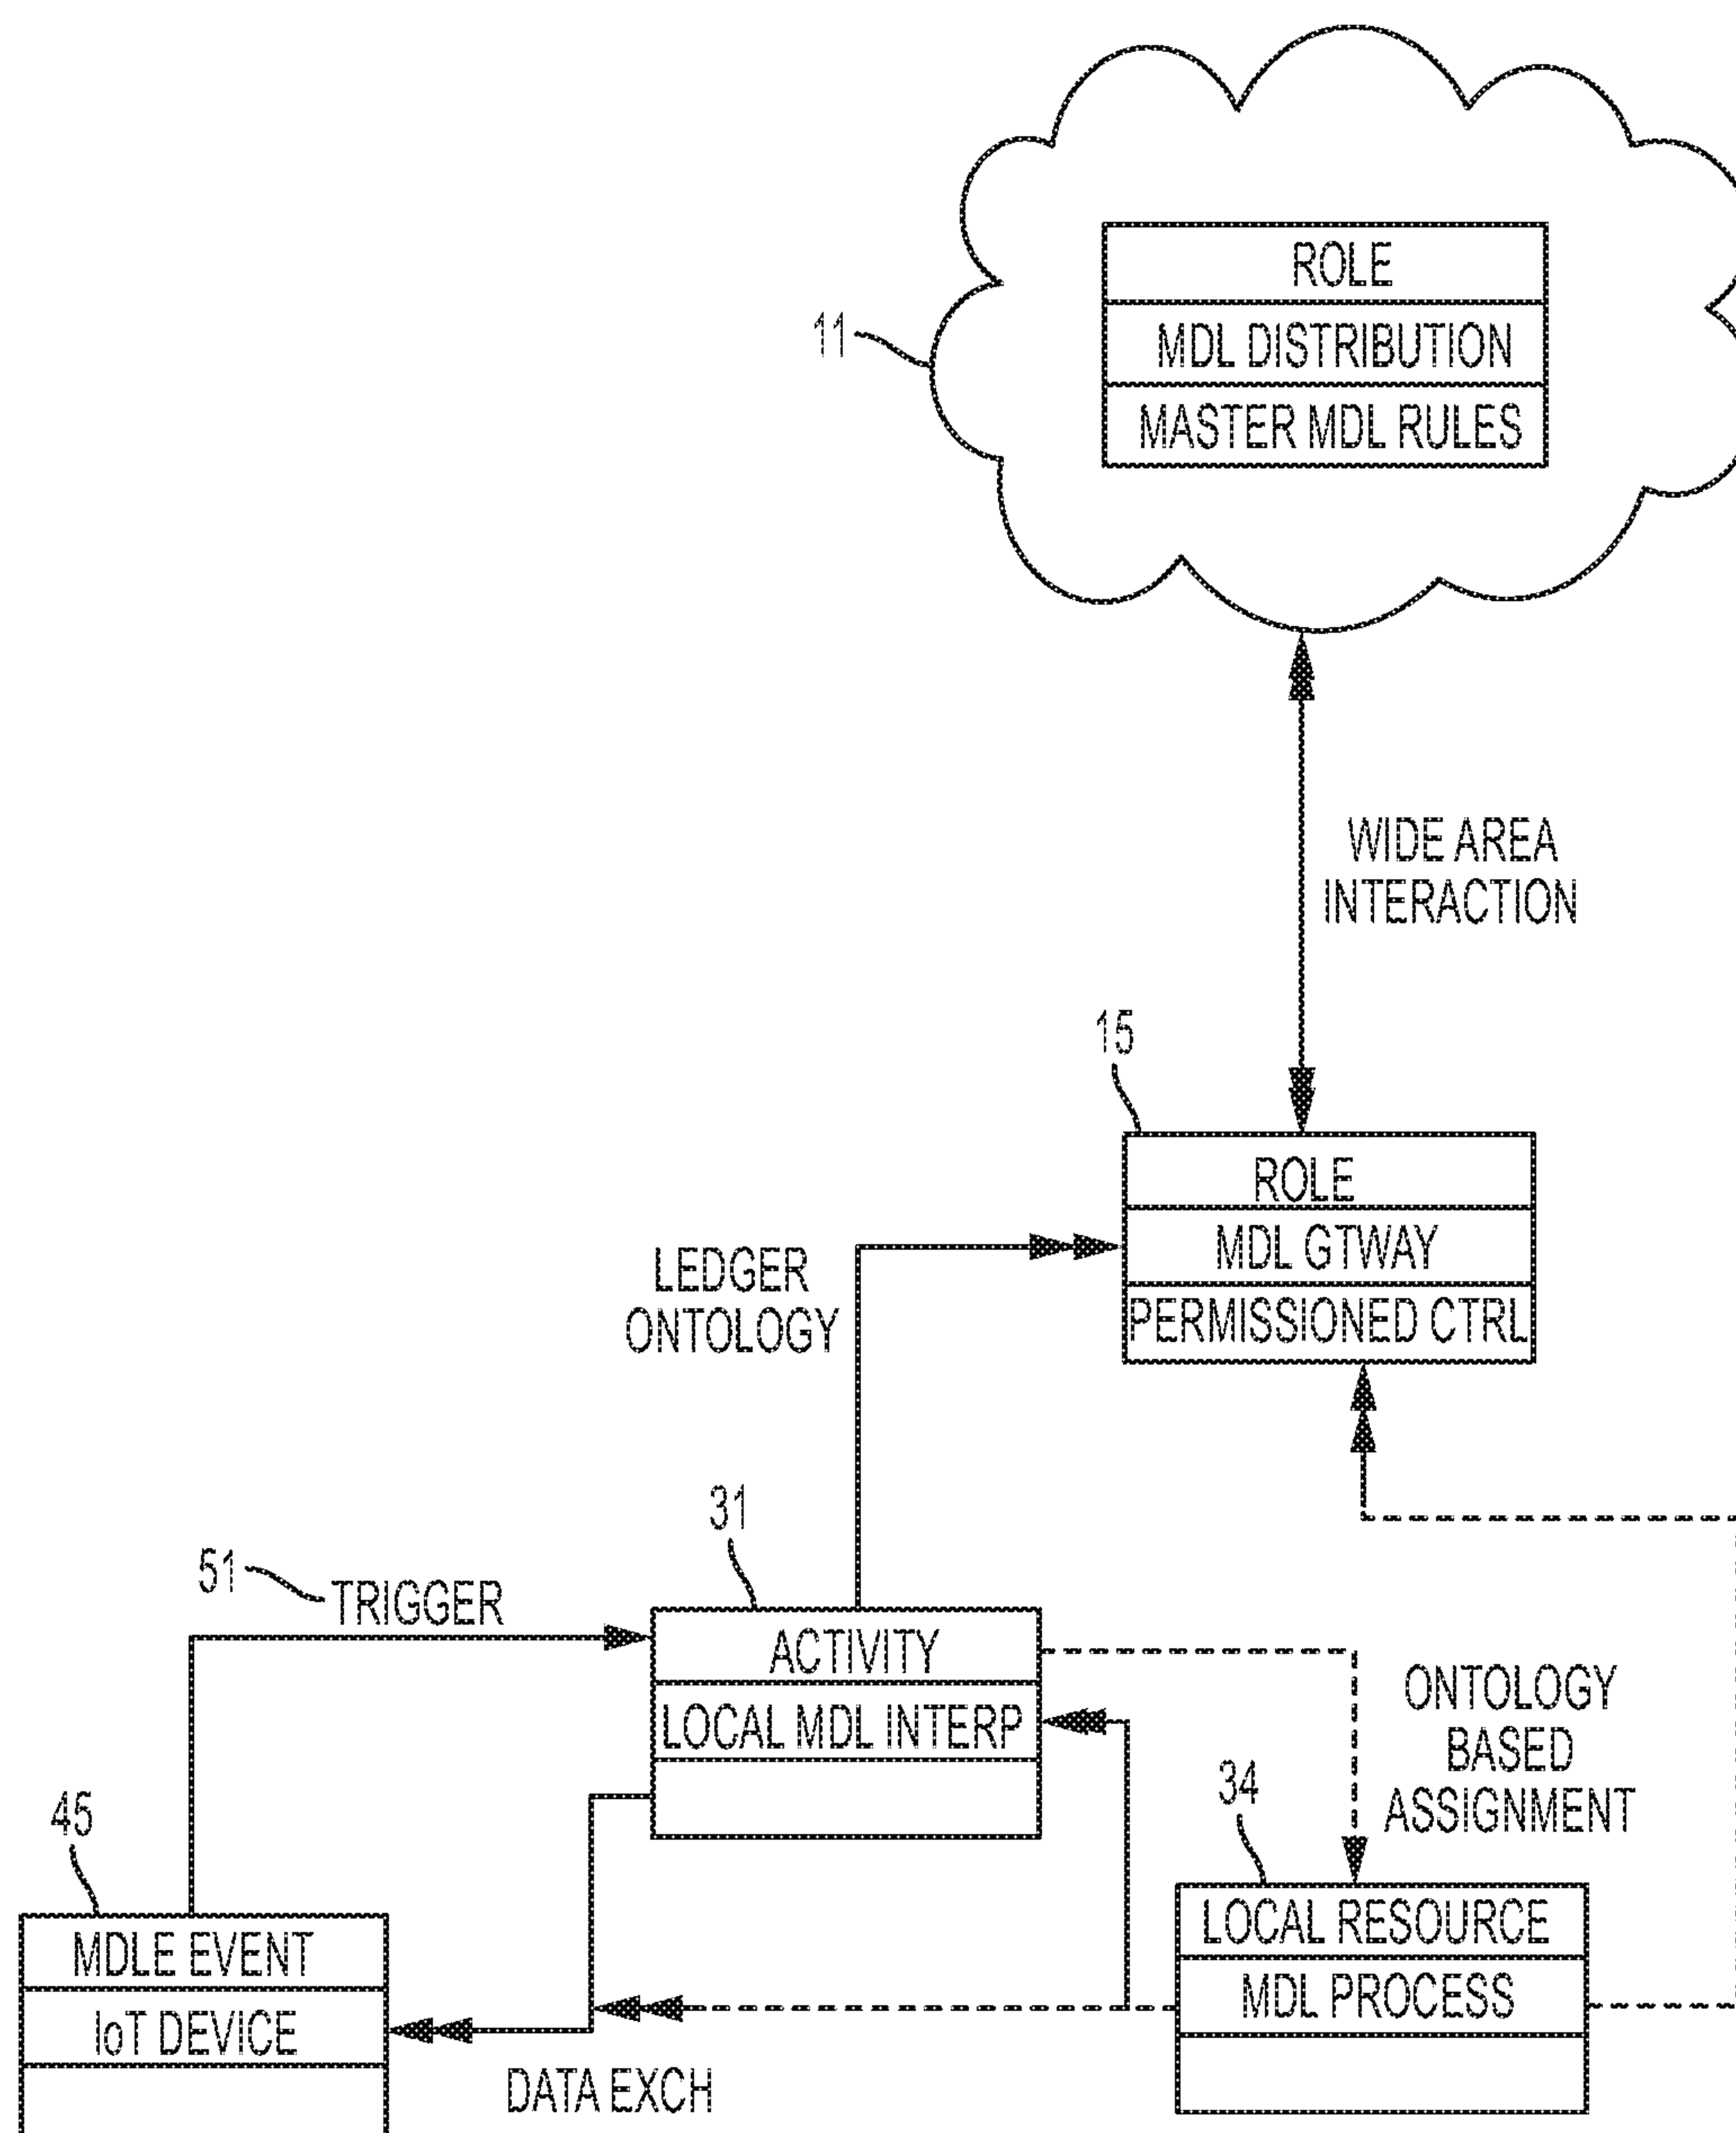 ROLE
MDL DISTRIBUTION
MASTER MDL RULES
11
WIDE AREA
INTERACTION
15
ROLE
MDL GTWAY
PERMISSIONED CTRL
LEDGER
ONTOLOGY
31
51
TRIGGER
ACTIVITY
LOCAL MDL INTERP
ONTOLOGY
BASED
ASSIGNMENT
34
LOCAL RESOURCE
MDL PROCESS
45
MDLE EVENT
IoT DEVICE
DATA EXCH